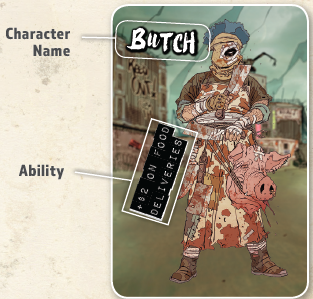 Character
Name
BUTCH
Ability
+$2 ON FOOD
DELIVERIES